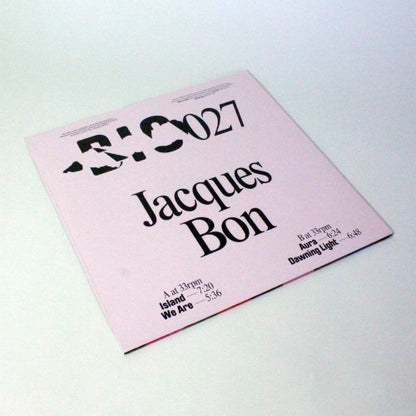 BIO027
Jacques
Bon
A at 33rpm
Island—7:20
We Are—5:36
B at 33rpm
Aura—6:24
Dawning Light—6:48